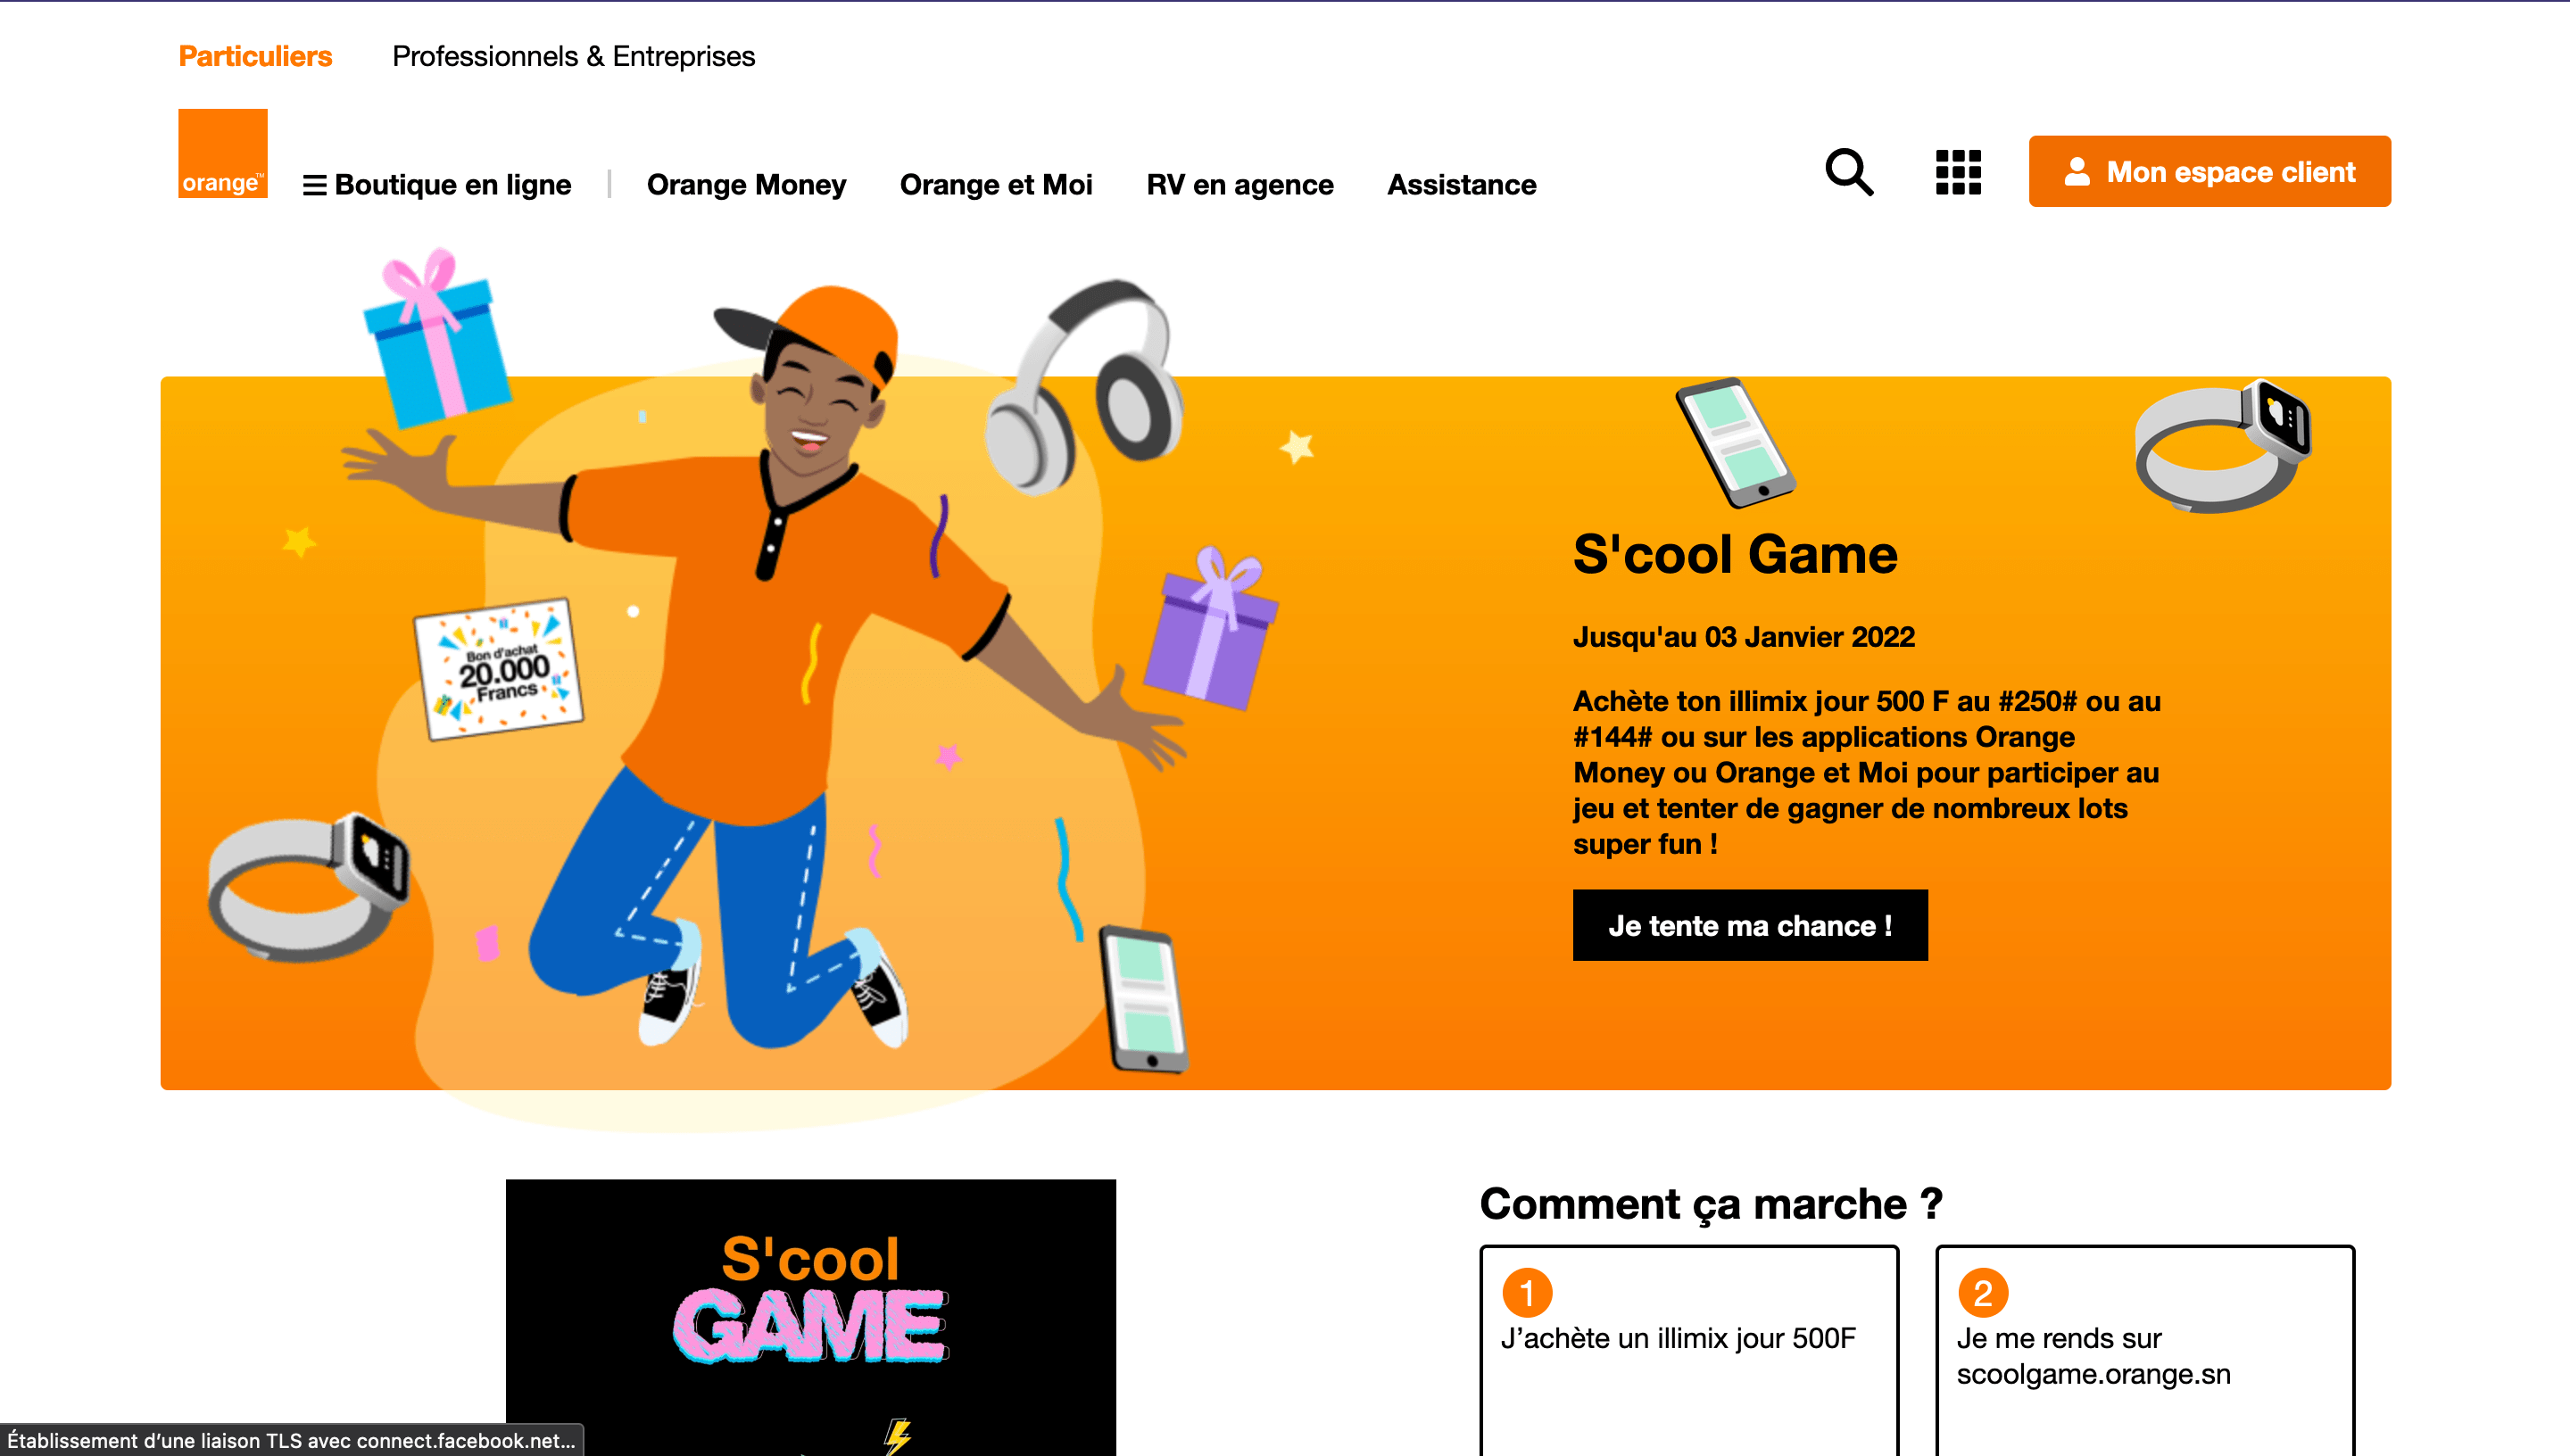 Particuliers
Professionnels & Entreprises
orange™
Boutique en ligne
Orange Money
Orange et Moi
RV en agence
Assistance
Mon espace client
Bon d'achat
20.000
Francs
S'cool Game
Jusqu'au 03 Janvier 2022
Achète ton illimix jour 500 F au #250# ou au
#144# ou sur les applications Orange
Money ou Orange et Moi pour participer au
jeu et tenter de gagner de nombreux lots
super fun !
Je tente ma chance !
S'cool
GAME
Comment ça marche ?
1
J’achète un illimix jour 500F
2
Je me rends sur
scoolgame.orange.sn
Établissement d’une liaison TLS avec connect.facebook.net...